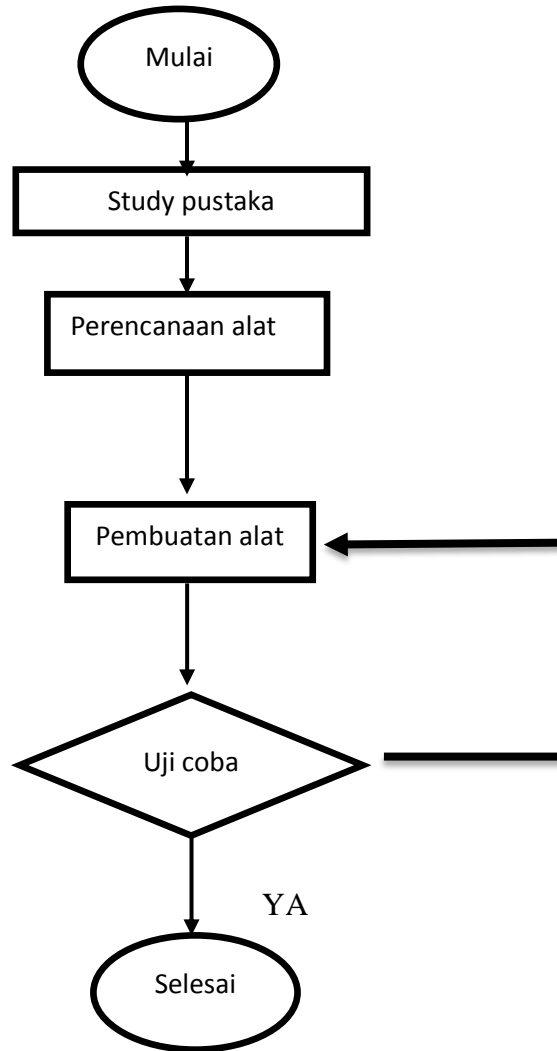 Mulai
Study pustaka
Perencanaan alat
Pembuatan alat
Uji coba
YA
Selesai